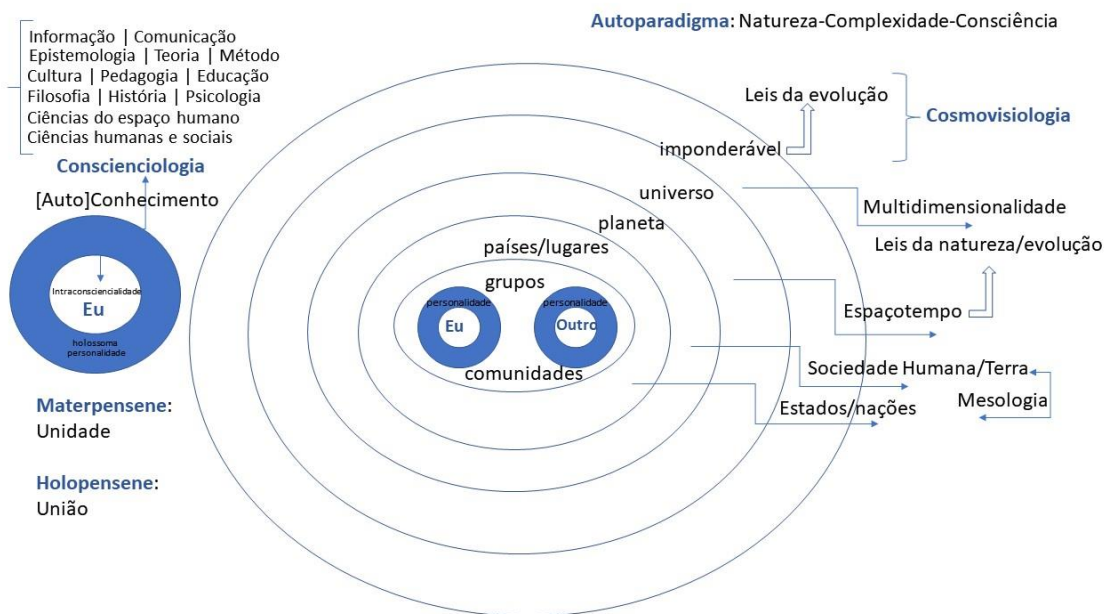 Autoparadigma: Natureza-Complexidade-Consciência
Informação | Comunicação
Epistemologia | Teoria | Método
Cultura | Pedagogia | Educação
Filosofia | História | Psicologia
Ciências do espaço humano
Ciências humanas e sociais
Conscienciologia
[Auto]Conhecimento
Intraconsciencialidade
Eu
holossoma
personalidade
Materpensene:
Unidade
Holopensene:
União
Leis da evolução
Cosmovisiologia
imponderável
universo
planeta
países/lugares
grupos
personalidade
Eu
personalidade
Outro
comunidades
Multidimensionalidade
Leis da natureza/evolução
Espaçotempo
Sociedade Humana/Terra
Mesologia
Estados/nações